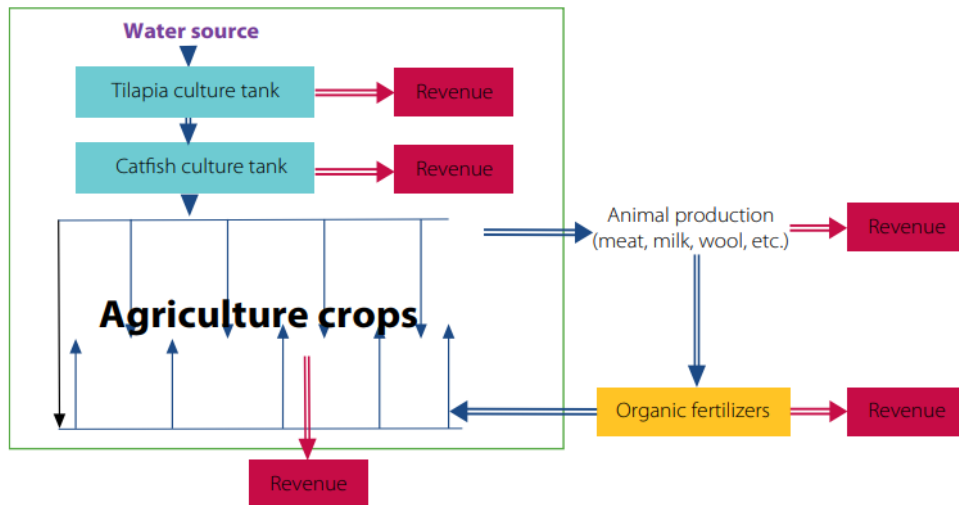 Water source
Tilapia culture tank
Revenue
Catfish culture tank
Revenue
Animal production
(meat, milk, wool, etc.)
Revenue
Agriculture crops
Organic fertilizers
Revenue
Revenue